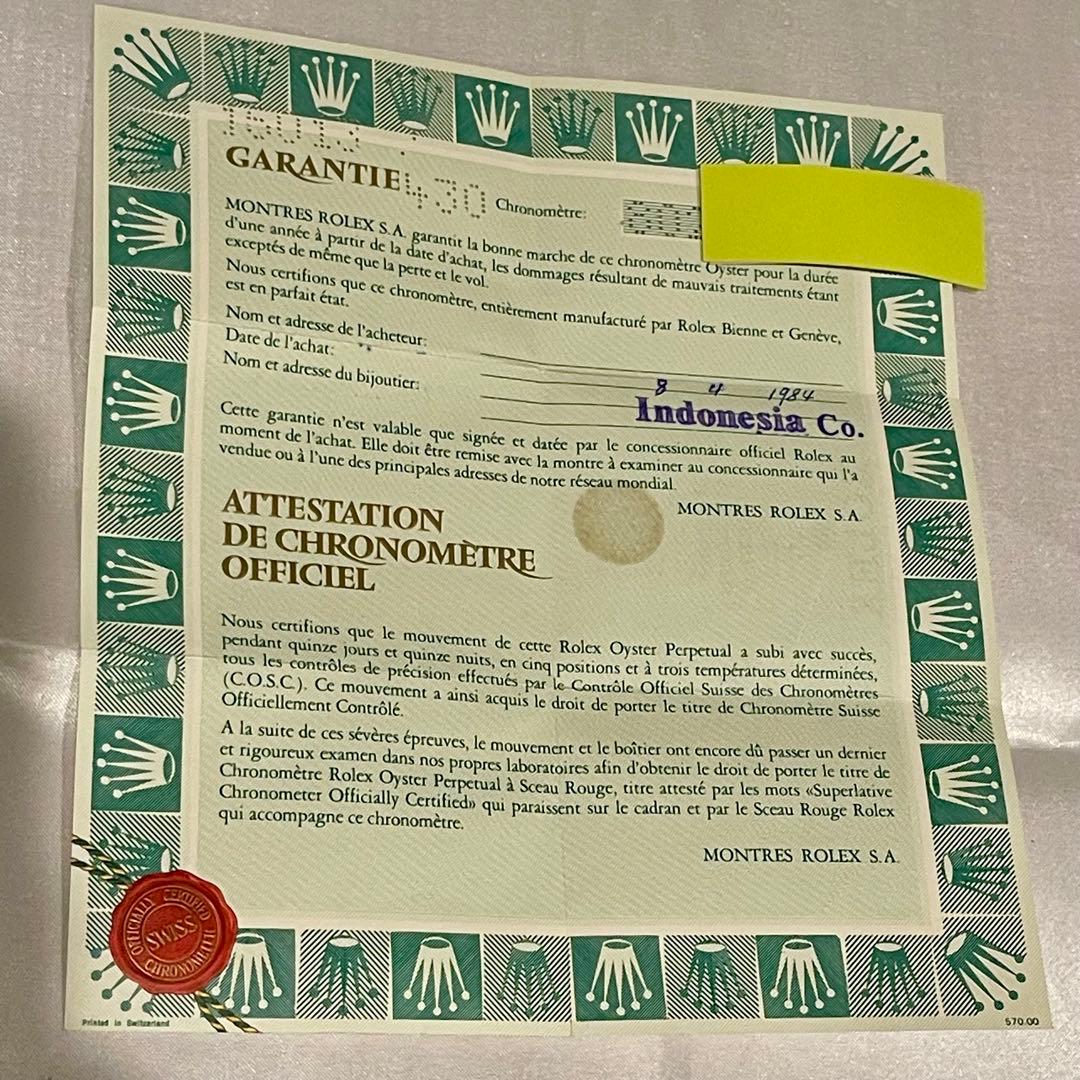 16013
GARANTIE
430
Chronomètre:
MONTRES ROLEX S.A. garantit la bonne marche de ce chronomètre Oyster pour la durée
d'une année à partir de la date d'achat, les dommages résultant de mauvais traitements étant
exceptés de même que la perte et le vol.
Nous certifions que ce chronomètre, entièrement manufacturé par Rolex Bienne et Genève,
est en parfait état.
Nom et adresse de l'acheteur:
Date de l'achat:
8 4 1984
Nom et adresse du bijoutier:
Indonesia Co.
Cette garantie n'est valable que signée et datée par le concessionnaire officiel Rolex au
moment de l'achat. Elle doit être remise avec la montre à examiner au concessionnaire qui l'a
vendue ou à l'une des principales adresses de notre réseau mondial.
MONTRES ROLEX S.A.
ATTESTATION
DE CHRONOMÈTRE
OFFICIEL
Nous certifions que le mouvement de cette Rolex Oyster Perpetual a subi avec succès,
pendant quinze jours et quinze nuits, en cinq positions et à trois températures déterminées,
tous les contrôles de précision effectués par le Contrôle Officiel Suisse des Chronomètres
(C.O.S.C.). Ce mouvement a ainsi acquis le droit de porter le titre de Chronomètre Suisse
Officiellement Contrôlé.
A la suite de ces sévères épreuves, le mouvement et le boîtier ont encore dû passer un dernier
et rigoureux examen dans nos propres laboratoires afin d'obtenir le droit de porter le titre de
Chronomètre Rolex Oyster Perpetual à Sceau Rouge, titre attesté par les mots «Superlative
Chronometer Officially Certified» qui paraissent sur le cadran et par le Sceau Rouge Rolex
qui accompagne ce chronomètre.
MONTRES ROLEX S.A.
OFFICIALLY CERTIFIED
SWISS
CHRONOMETER
Printed in Switzerland
570.00